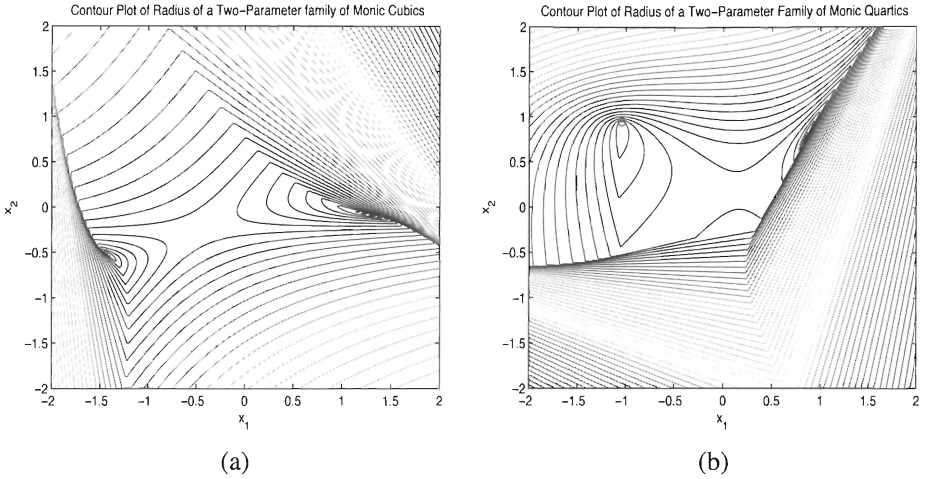 Contour Plot of Radius of a Two-Parameter family of Monic Cubics
2
1.5
1
0.5
0
-0.5
-1
-1.5
-2
x2
-2 -1.5 -1 -0.5 0 0.5 1 1.5 2
x1
(a)
Contour Plot of Radius of a Two-Parameter Family of Monic Quartics
2
1.5
1
0.5
0
-0.5
-1
-1.5
-2
x2
-2 -1.5 -1 -0.5 0 0.5 1 1.5 2
x1
(b)